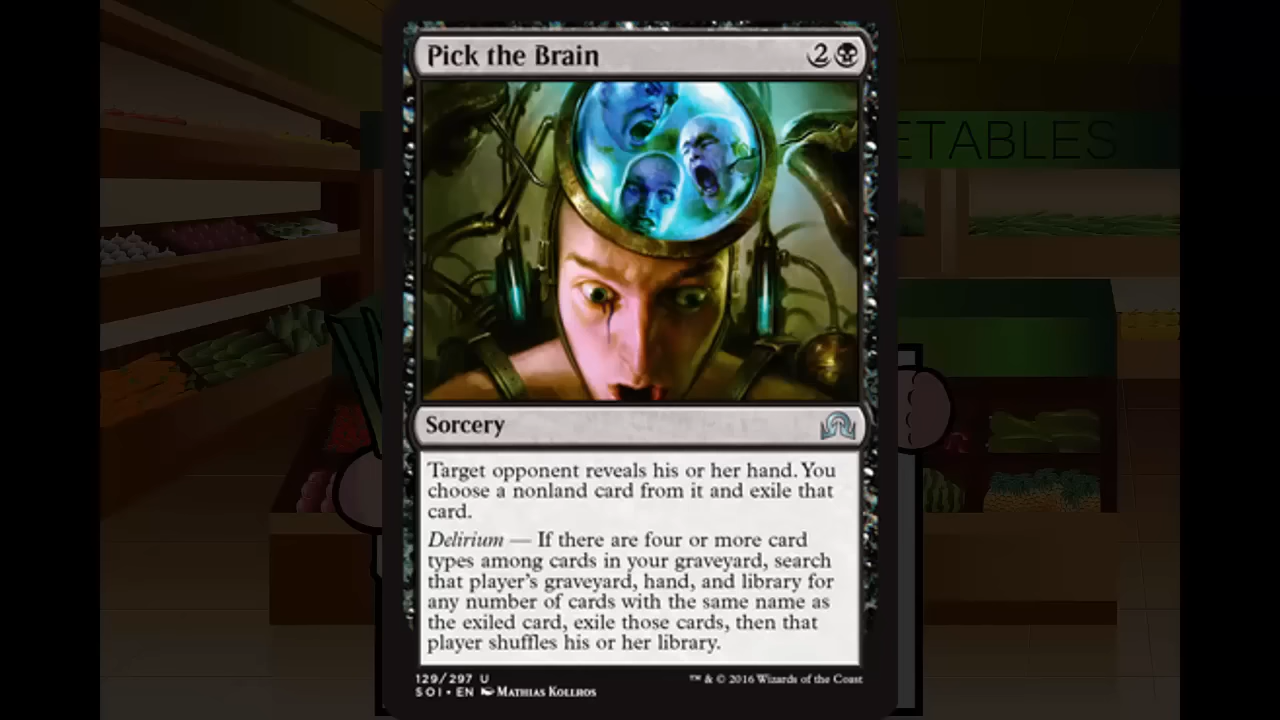 Pick the Brain 2
ETABLES
Sorcery
Target opponent reveals his or her hand. You
choose a nonland card from it and exile that
card.
Delirium — If there are four or more card
types among cards in your graveyard, search
that player's graveyard, hand, and library for
any number of cards with the same name as
the exiled card, exile those cards, then that
player shuffles his or her library.
129/297 U
SOI • EN MATHIAS KOLLROS
™ & © 2016 Wizards of the Coast